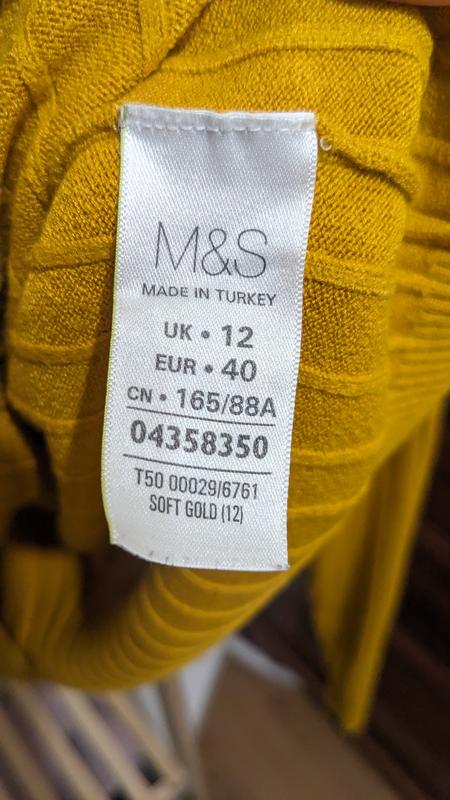 M&S
MADE IN TURKEY
UK • 12
EUR • 40
CN • 165/88A
04358350
T50 00029/6761
SOFT GOLD (12)